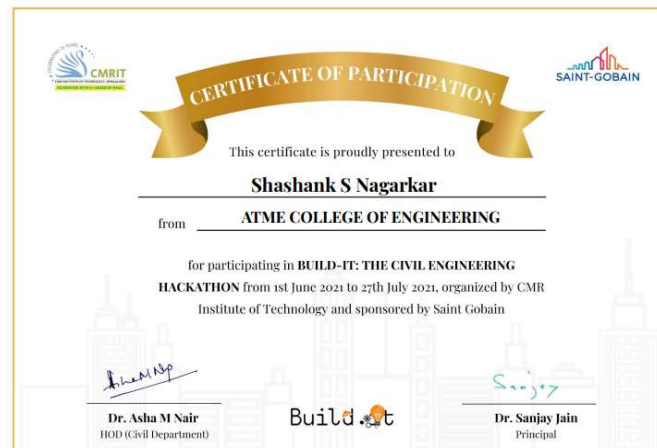 CMRIT
SAINT-GOBAIN
CERTIFICATE OF PARTICIPATION
This certificate is proudly presented to
Shashank S Nagarkar
from ATME COLLEGE OF ENGINEERING
for participating in BUILD-IT: THE CIVIL ENGINEERING
HACKATHON from 1st June 2021 to 27th July 2021, organized by CMR
Institute of Technology and sponsored by Saint Gobain
Sanjay
Dr. Asha M Nair
HOD (Civil Department)
Build it
Dr. Sanjay Jain
Principal